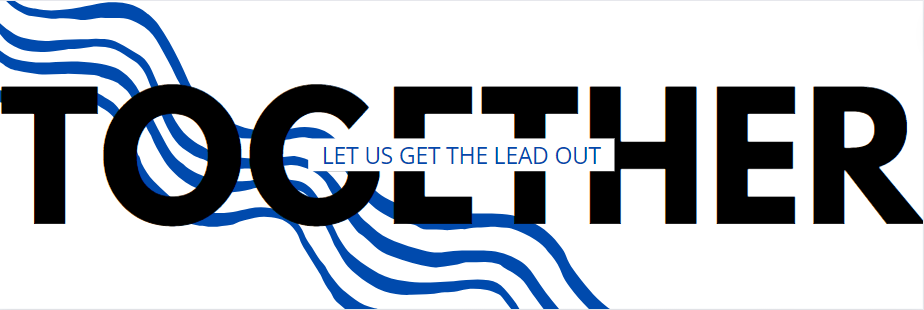 TOGETHER
LET US GET THE LEAD OUT